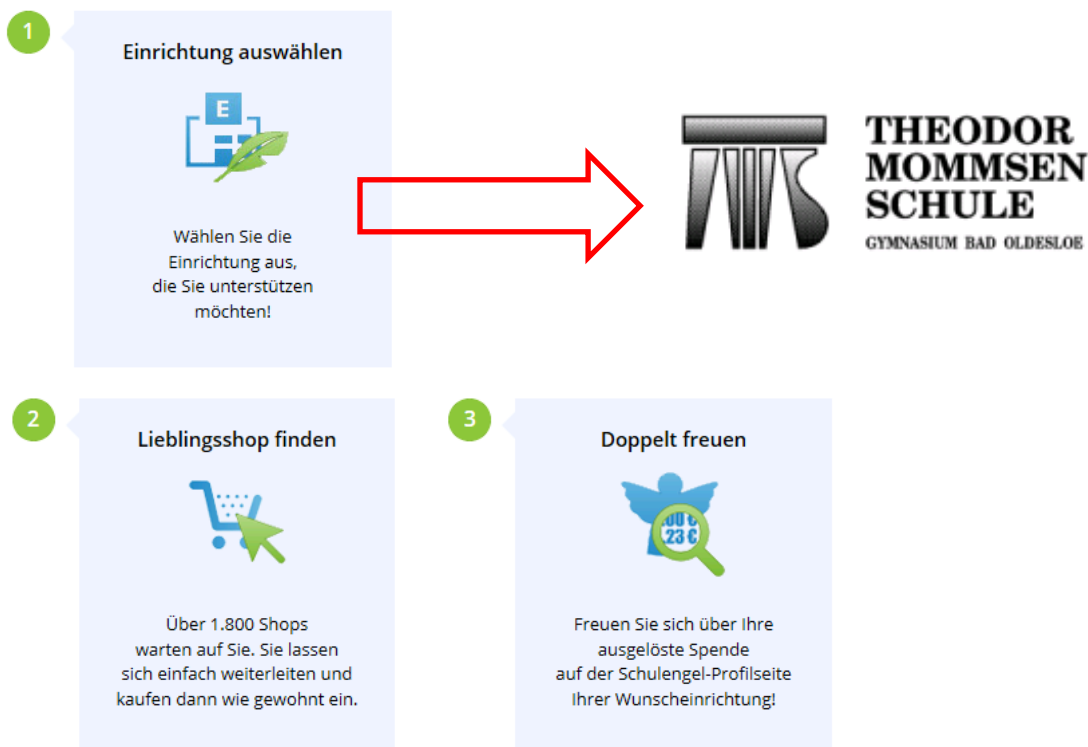 1
Einrichtung auswählen
E
Wählen Sie die
Einrichtung aus,
die Sie unterstützen
möchten!
TMS
THEODOR
MOMMSEN
SCHULE
GYMNASIUM BAD OLDESLOE
2
Lieblingsshop finden
Über 1.800 Shops
warten auf Sie. Sie lassen
sich einfach weiterleiten und
kaufen dann wie gewohnt ein.
3
Doppelt freuen
,00 €
,23 €
Freuen Sie sich über Ihre
ausgelöste Spende
auf der Schulengel-Profilseite
Ihrer Wunscheinrichtung!